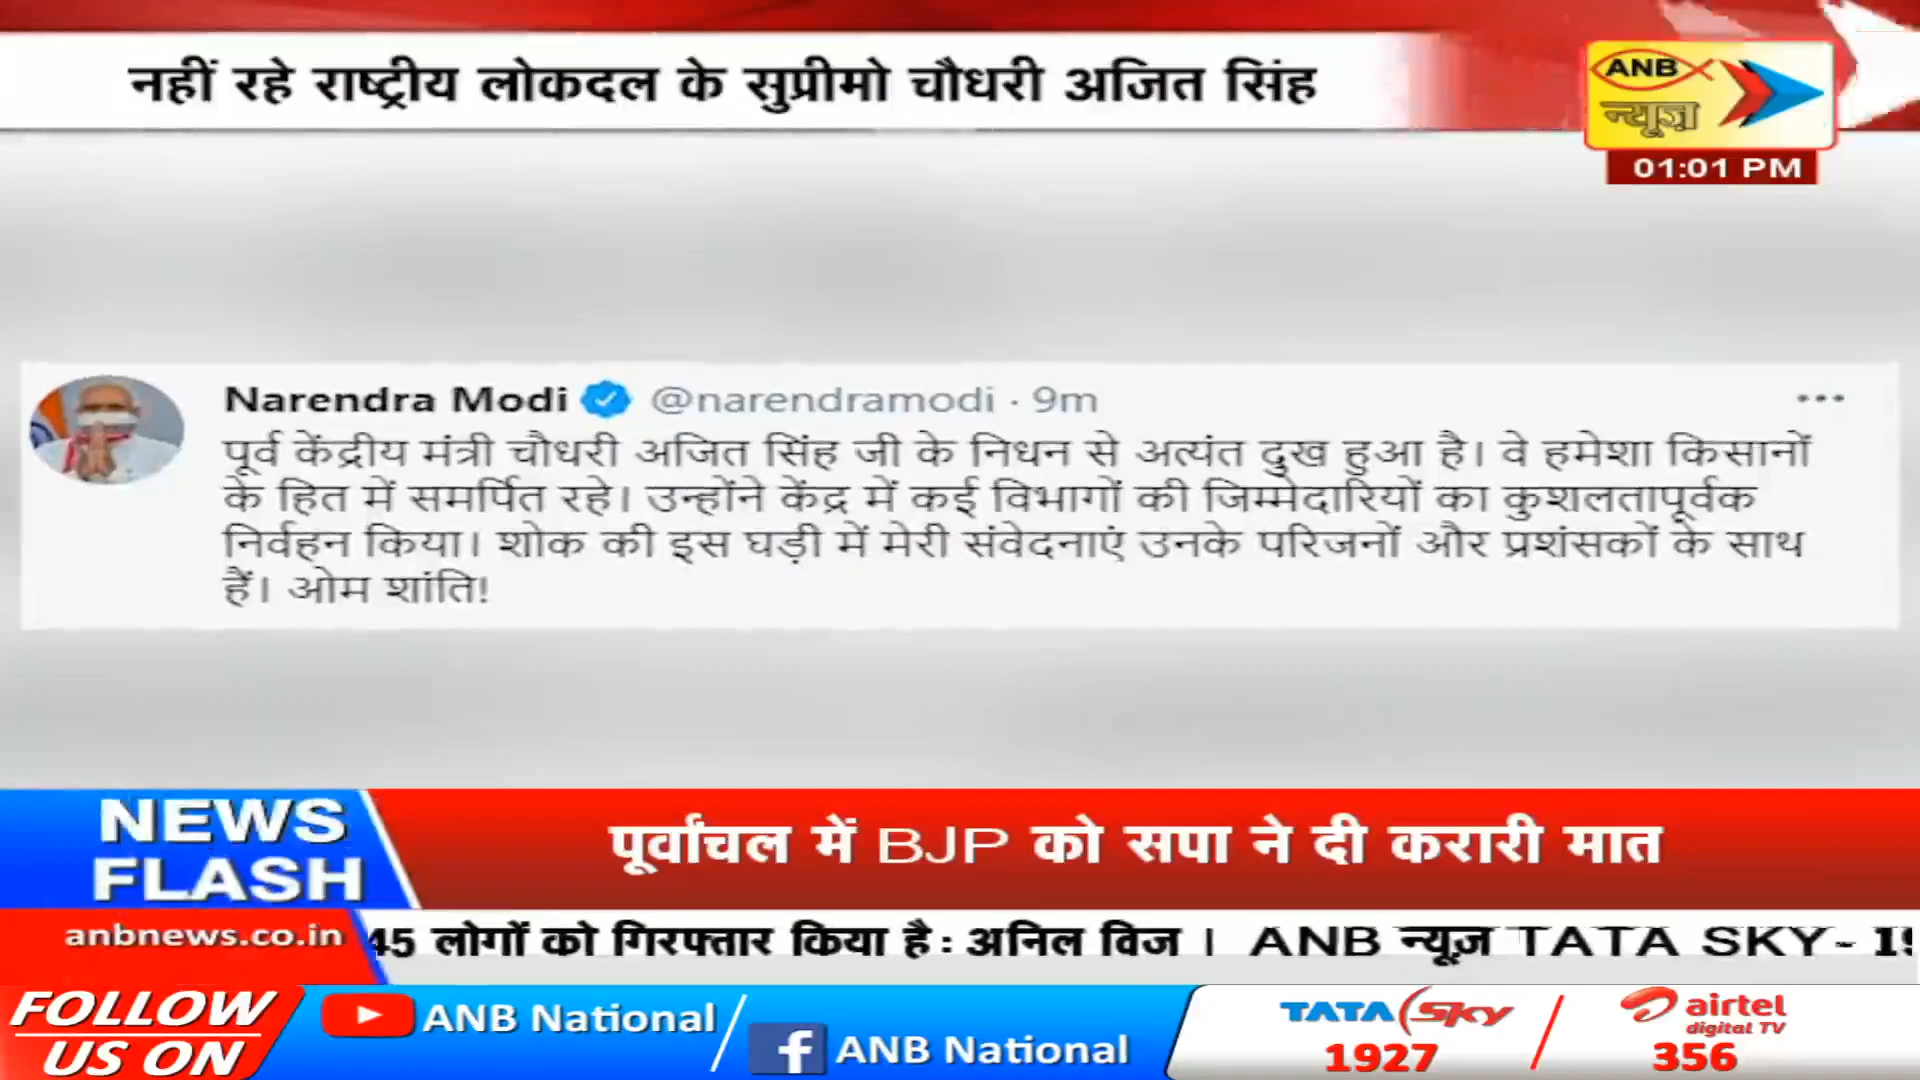 नहीं रहे राष्ट्रीय लोकदल के सुप्रीमो चौधरी अजित सिंह
ANB
न्यूज़
01:01 PM
Narendra Modi @narendramodi · 9m
पूर्व केंद्रीय मंत्री चौधरी अजित सिंह जी के निधन से अत्यंत दुख हुआ है। वे हमेशा किसानों
के हित में समर्पित रहे। उन्होंने केंद्र में कई विभागों की जिम्मेदारियों का कुशलतापूर्वक
निर्वहन किया। शोक की इस घड़ी में मेरी संवेदनाएं उनके परिजनों और प्रशंसकों के साथ
हैं। ओम शांति!
NEWS
FLASH
पूर्वांचल में BJP को सपा ने दी करारी मात
anbnews.co.in
45 लोगों को गिरफ्तार किया है : अनिल विज । ANB न्यूज़ TATA SKY-
FOLLOW
US ON
ANB National
ANB National
TATA Sky
1927
airtel
digital TV
356